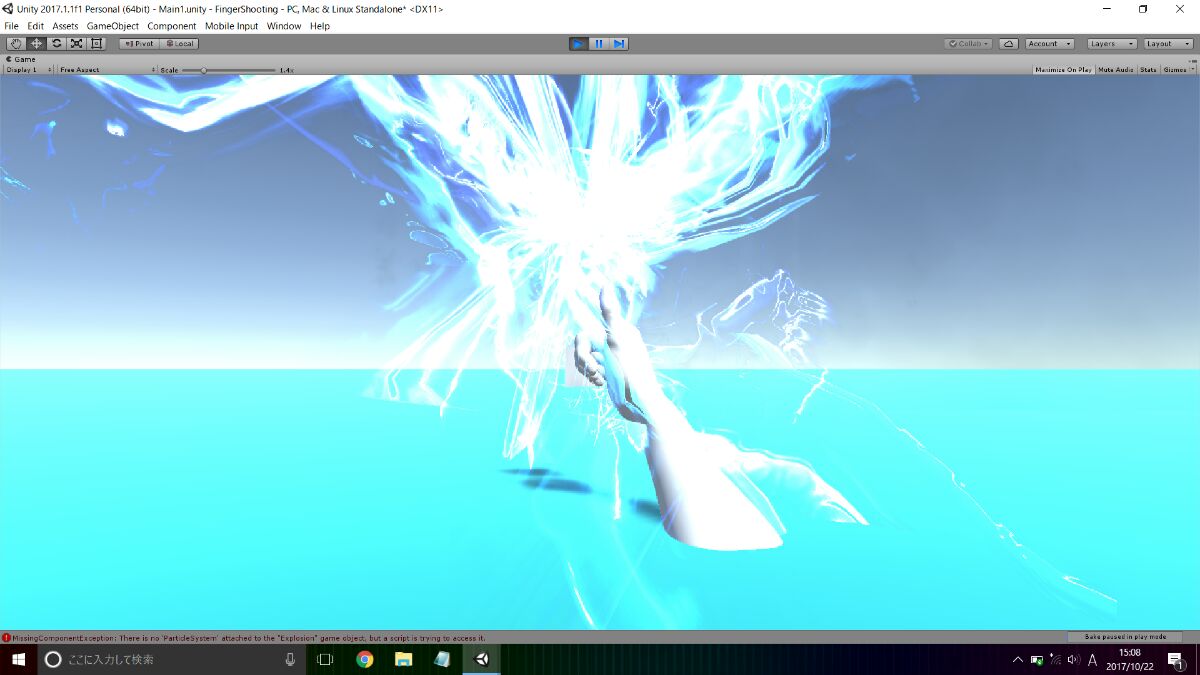 Unity 2017.1.1f1 Personal (64bit) - Main1.unity - FingerShooting - PC, Mac & Linux Standalone* <DX11>
File Edit Assets GameObject Component Mobile Input Window Help
Pivot Local Collab Account Layers Layout
Game
Display 1 Free Aspect Scale 1.4x Maximize On Play Mute Audio Stats Gizmos
MissingComponentException: There is no 'ParticleSystem' attached to the "Explosion" game object, but a script is trying to access it.
Bake paused in play mode
ここに入力して検索
A
15:08
2017/10/22
1